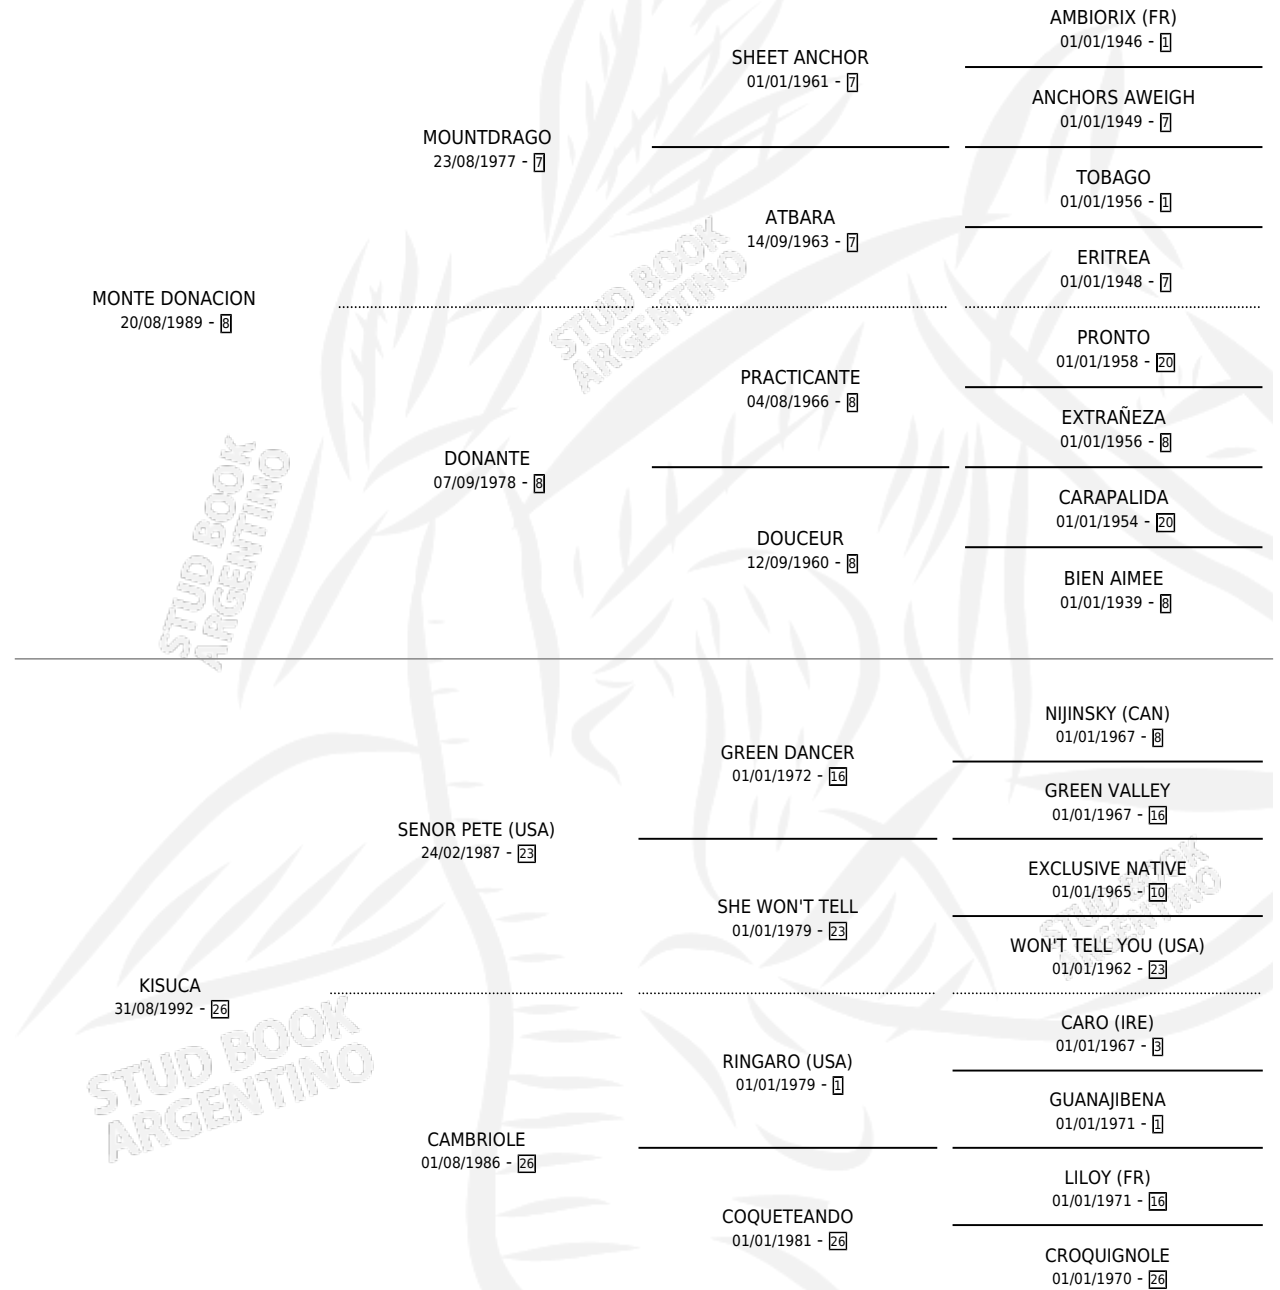 AMBIORIX (FR)
01/01/1946 - 1
SHEET ANCHOR
01/01/1961 - 7
ANCHORS AWEIGH
01/01/1949 - 7
MOUNTDRAGO
23/08/1977 - 7
TOBAGO
01/01/1956 - 1
ATBARA
14/09/1963 - 7
ERITREA
01/01/1948 - 7
MONTE DONACION
20/08/1989 - 8
STUD BOOK
ARGENTINO
PRONTO
01/01/1958 - 20
PRACTICANTE
04/08/1966 - 8
EXTRAÑEZA
01/01/1956 - 8
DONANTE
07/09/1978 - 8
CARAPALIDA
01/01/1954 - 20
DOUCEUR
12/09/1960 - 8
BIEN AIMEE
01/01/1939 - 8
STUD BOOK
ARGENTINO
NIJINSKY (CAN)
01/01/1967 - 8
GREEN DANCER
01/01/1972 - 16
GREEN VALLEY
01/01/1967 - 16
SENOR PETE (USA)
24/02/1987 - 23
EXCLUSIVE NATIVE
01/01/1965 - 10
SHE WON'T TELL
01/01/1979 - 23
WON'T TELL YOU (USA)
01/01/1962 - 23
STUD BOOK
ARGENTINO
KISUCA
31/08/1992 - 26
STUD BOOK
ARGENTINO
CARO (IRE)
01/01/1967 - 3
RINGARO (USA)
01/01/1979 - 1
GUANAJIBENA
01/01/1971 - 1
CAMBRIOLE
01/08/1986 - 26
LILOY (FR)
01/01/1971 - 16
COQUETEANDO
01/01/1981 - 26
CROQUIGNOLE
01/01/1970 - 26